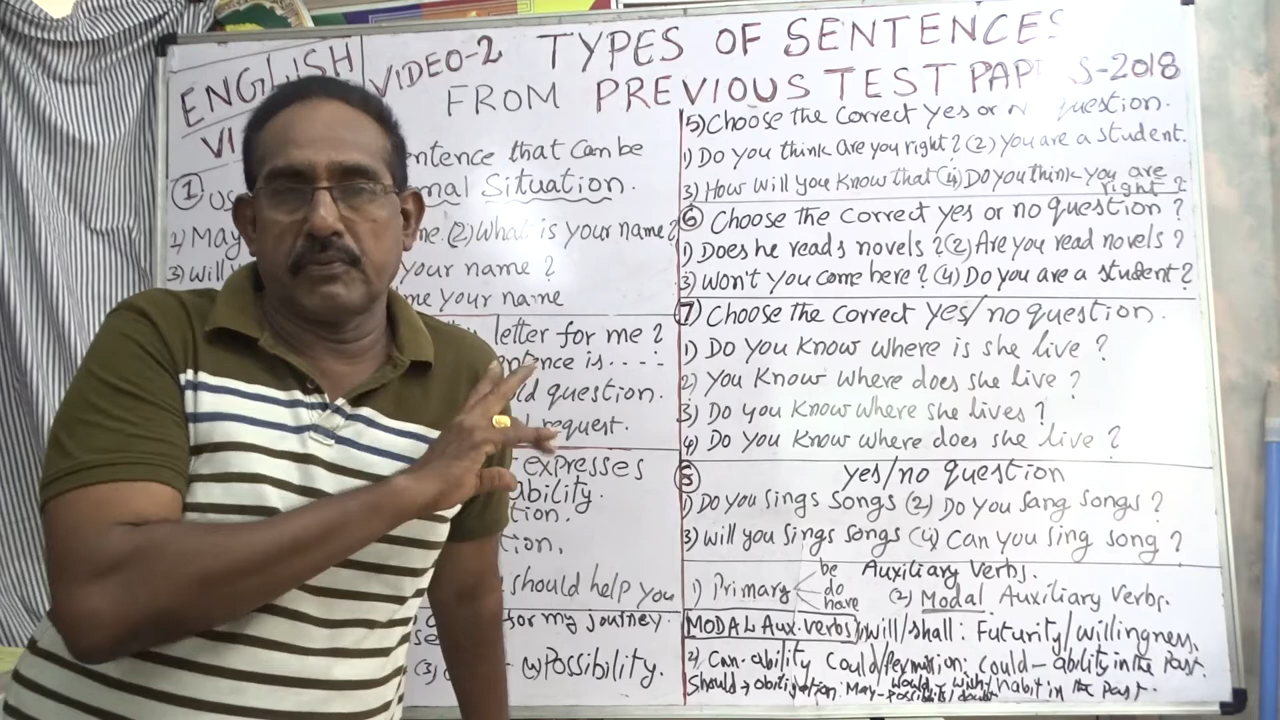 ENGLISH VIDEO-2 TYPES OF SENTENCES
VI FROM PREVIOUS TEST PAP S-2018
entence that can be
① US mal Situation.
2) May me. (2) What is your name?
3) Will your name?
me your name
letter for me?
entence is....
ld question.
request.
expresses
ability.
tion.
tion.
should help you
for my journey.
(3) (4) Possibility.
5) Choose the Correct Yes or N question.
1) Do you think are you right? (2) You are a student.
3) How will you know that (4) Do you think you are
right?
⑥ Choose the Correct yes or no question?
1) Does he reads novels? (2) Are you read novels?
3) Won't you come here? (4) Do you are a student?
7) Choose the Correct yes/no question.
1) Do you know where is she live?
2) You know where does she live?
3) Do you know where she lives?
4) Do you know where does she live?
⑧ yes/no question
1) Do you sings songs (2) Do you sang songs?
3) will you sings songs (4) Can you sing song?
1) Primary be do have Auxiliary Verbs.
(2) Modal Auxiliary Verbs.
MODAL Aux. verbs 1) will/shall: Futurity/willingness,
2) Can-ability Could/Permission; Could-ability in the Past.
Should → obligation: May-Possibility/doubt Would-wish/habit in the Past.